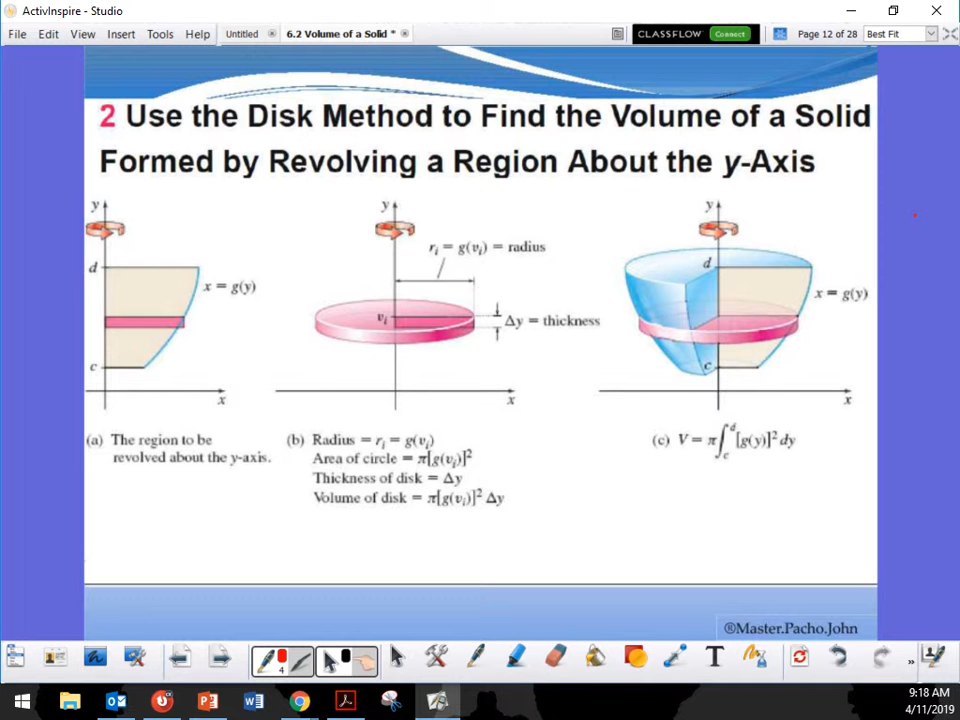 ActivInspire - Studio
File Edit View Insert Tools Help Untitled 6.2 Volume of a Solid * CLASSFLOW Connect Page 12 of 28 Best Fit
2 Use the Disk Method to Find the Volume of a Solid
Formed by Revolving a Region About the y-Axis
y
d
x = g(y)
c
x
(a) The region to be
revolved about the y-axis.
y
rᵢ = g(vᵢ) = radius
vᵢ
Δy = thickness
x
(b) Radius = rᵢ = g(vᵢ)
Area of circle = π[g(vᵢ)]²
Thickness of disk = Δy
Volume of disk = π[g(vᵢ)]² Δy
y
d
x = g(y)
c
x
(c) V = π∫_c^d [g(y)]² dy
®Master.Pacho.John
4
T
9:18 AM
4/11/2019